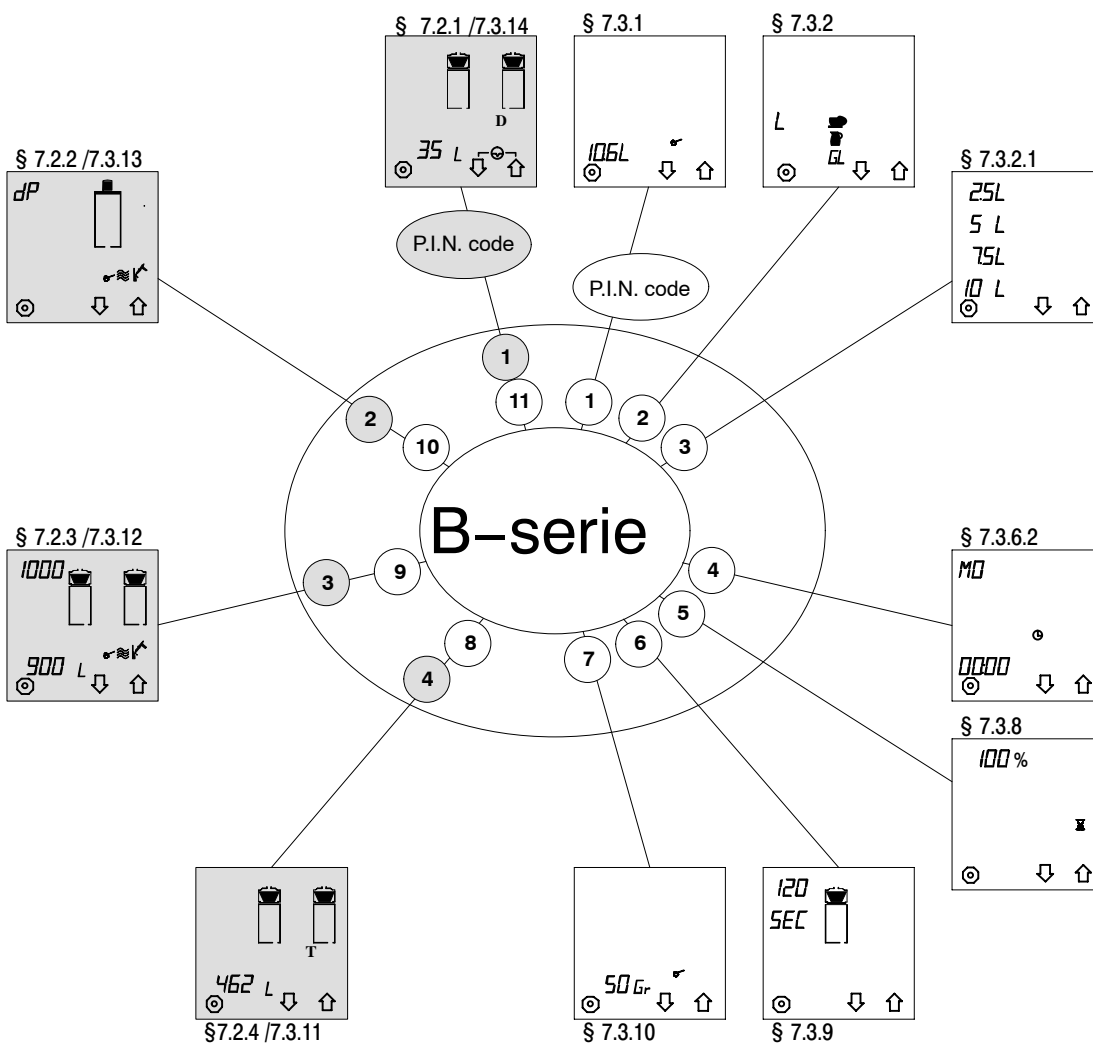 § 7.2.1 /7.3.14
D
35 L
§ 7.3.1
10.6L
§ 7.3.2
L
GL
§ 7.2.2 /7.3.13
dP
§ 7.3.2.1
2.5L
5 L
7.5L
10 L
P.I.N. code
P.I.N. code
1
11
1
2
3
2
10
B–serie
§ 7.2.3 /7.3.12
1000
900 L
3
9
4
5
6
7
8
4
§ 7.3.6.2
MO
00:00
§ 7.3.8
100 %
T
462 L
§7.2.4 /7.3.11
50 Gr
§ 7.3.10
120
SEC
§ 7.3.9